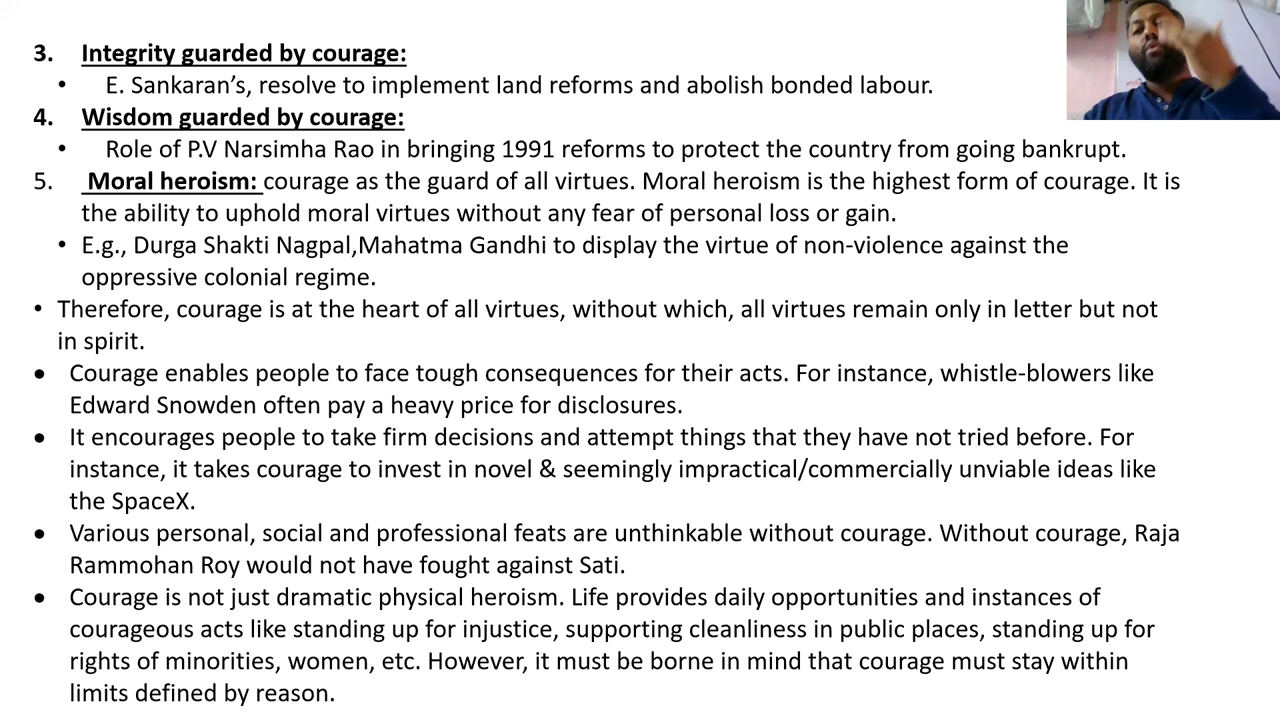 3. Integrity guarded by courage:
• E. Sankaran’s, resolve to implement land reforms and abolish bonded labour.
4. Wisdom guarded by courage:
• Role of P.V Narsimha Rao in bringing 1991 reforms to protect the country from going bankrupt.
5. Moral heroism: courage as the guard of all virtues. Moral heroism is the highest form of courage. It is
the ability to uphold moral virtues without any fear of personal loss or gain.
• E.g., Durga Shakti Nagpal,Mahatma Gandhi to display the virtue of non-violence against the
oppressive colonial regime.
• Therefore, courage is at the heart of all virtues, without which, all virtues remain only in letter but not
in spirit.
• Courage enables people to face tough consequences for their acts. For instance, whistle-blowers like
Edward Snowden often pay a heavy price for disclosures.
• It encourages people to take firm decisions and attempt things that they have not tried before. For
instance, it takes courage to invest in novel & seemingly impractical/commercially unviable ideas like
the SpaceX.
• Various personal, social and professional feats are unthinkable without courage. Without courage, Raja
Rammohan Roy would not have fought against Sati.
• Courage is not just dramatic physical heroism. Life provides daily opportunities and instances of
courageous acts like standing up for injustice, supporting cleanliness in public places, standing up for
rights of minorities, women, etc. However, it must be borne in mind that courage must stay within
limits defined by reason.